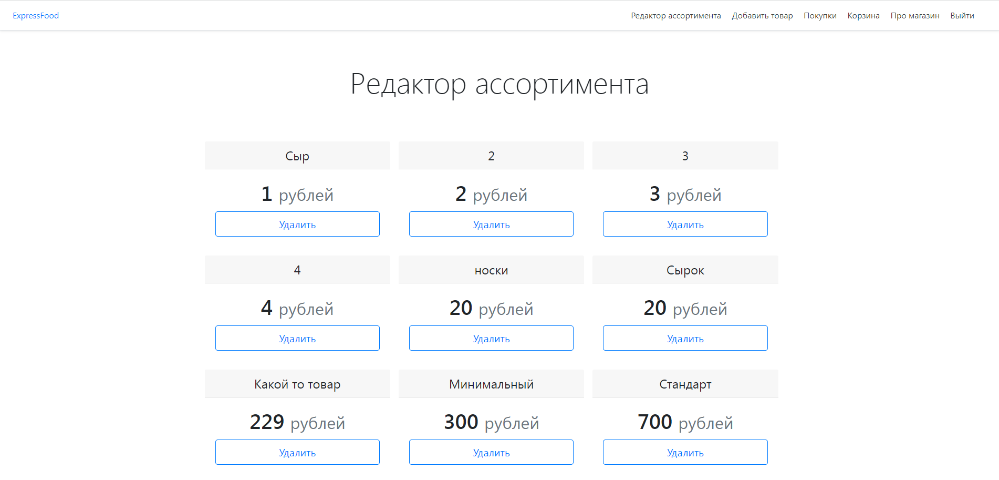 ExpressFood
Редактор ассортимента Добавить товар Покупки Корзина Про магазин Выйти
Редактор ассортимента
Сыр
1 рублей
Удалить
2
2 рублей
Удалить
3
3 рублей
Удалить
4
4 рублей
Удалить
носки
20 рублей
Удалить
Сырок
20 рублей
Удалить
Какой то товар
229 рублей
Удалить
Минимальный
300 рублей
Удалить
Стандарт
700 рублей
Удалить